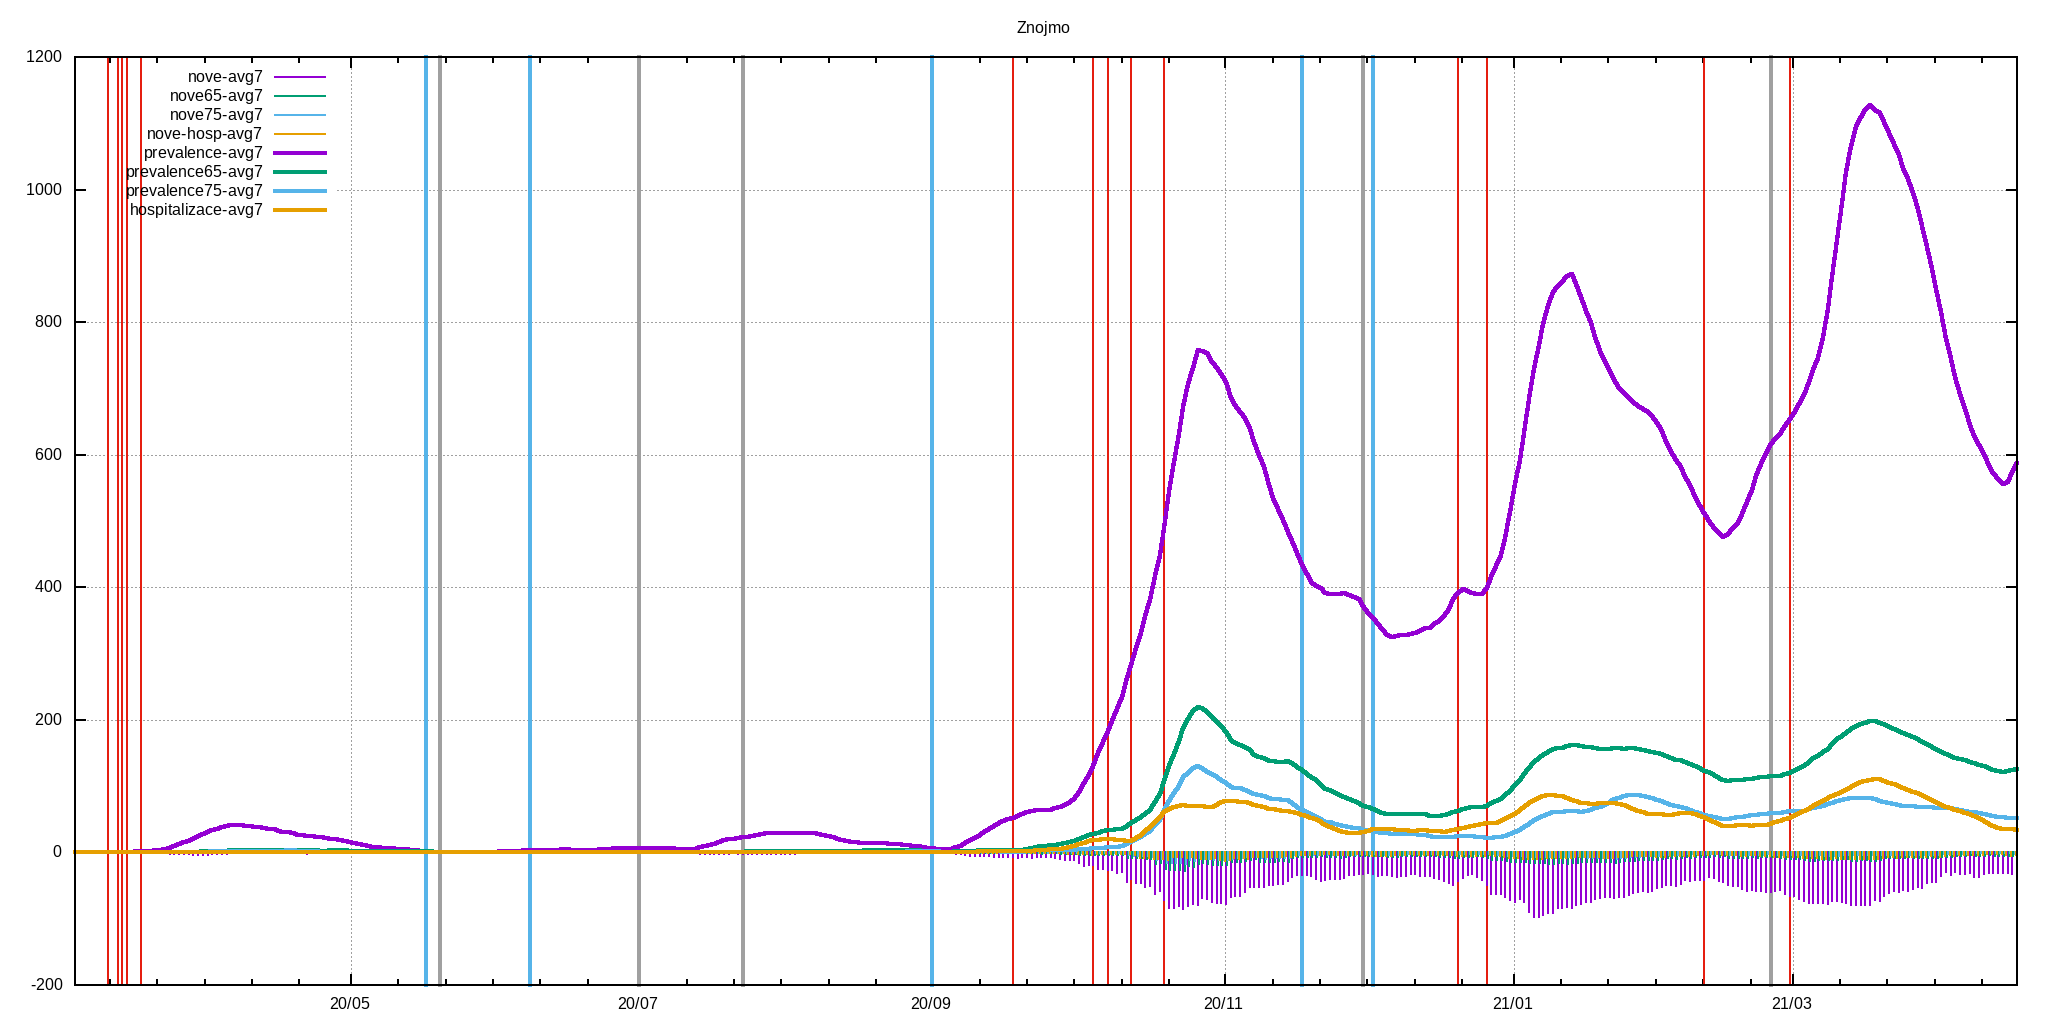 Znojmo
1200
1000
800
600
400
200
0
-200
nove-avg7
nove65-avg7
nove75-avg7
nove-hosp-avg7
prevalence-avg7
prevalence65-avg7
prevalence75-avg7
hospitalizace-avg7
20/05
20/07
20/09
20/11
21/01
21/03